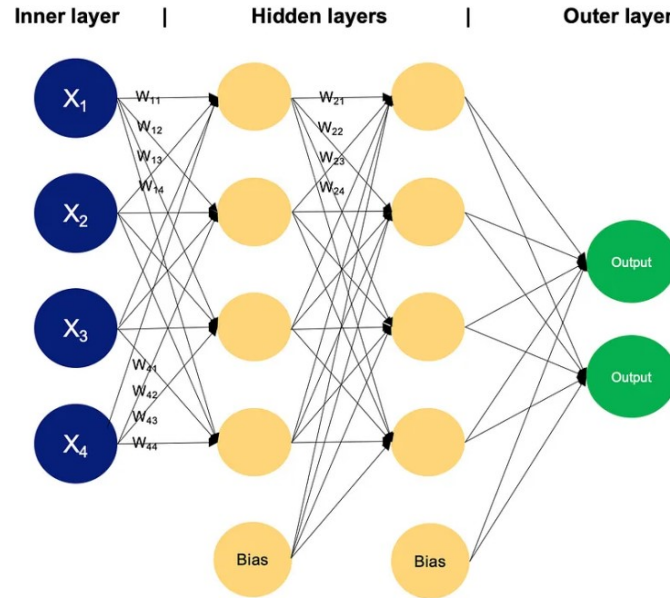 Inner layer | Hidden layers | Outer layer
X₁
W₁₁
W₂₁
W₁₂
W₂₂
W₁₃
W₂₃
W₁₄
W₂₄
X₂
Output
X₃
W₄₁
Output
W₄₂
W₄₃
X₄
W₄₄
Bias
Bias